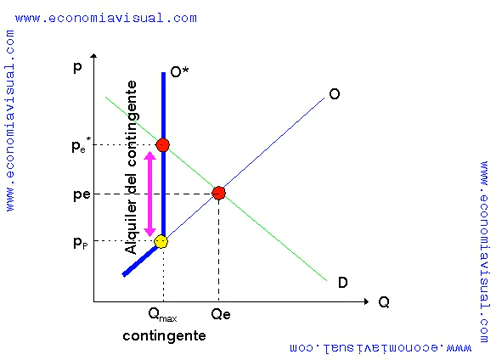 www.economiavisual.com
www.economiavisual.com
p
O*
O
Alquiler del contingente
pe*
pe
pP
D
Q
Qmax
Qe
contingente
www.economiavisual.com
www.economiavisual.com